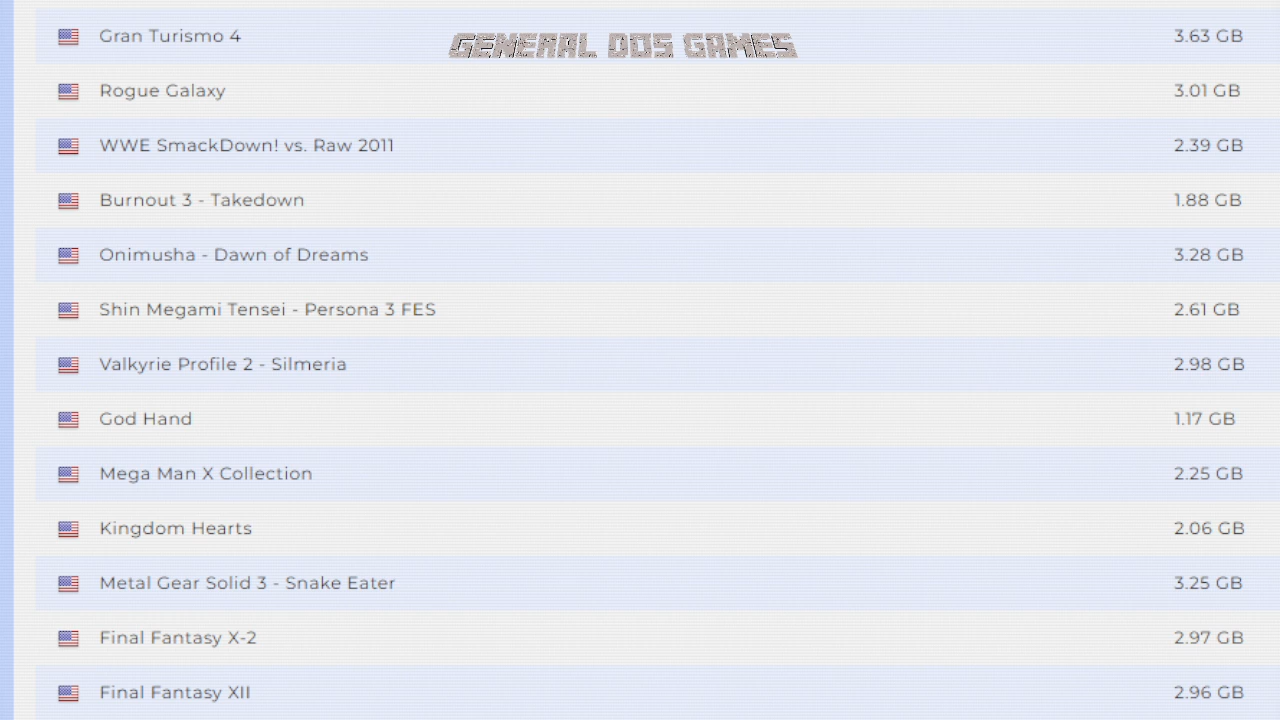 Gran Turismo 4 3.63 GB
GENERAL DOS GAMES
Rogue Galaxy 3.01 GB
WWE SmackDown! vs. Raw 2011 2.39 GB
Burnout 3 - Takedown 1.88 GB
Onimusha - Dawn of Dreams 3.28 GB
Shin Megami Tensei - Persona 3 FES 2.61 GB
Valkyrie Profile 2 - Silmeria 2.98 GB
God Hand 1.17 GB
Mega Man X Collection 2.25 GB
Kingdom Hearts 2.06 GB
Metal Gear Solid 3 - Snake Eater 3.25 GB
Final Fantasy X-2 2.97 GB
Final Fantasy XII 2.96 GB